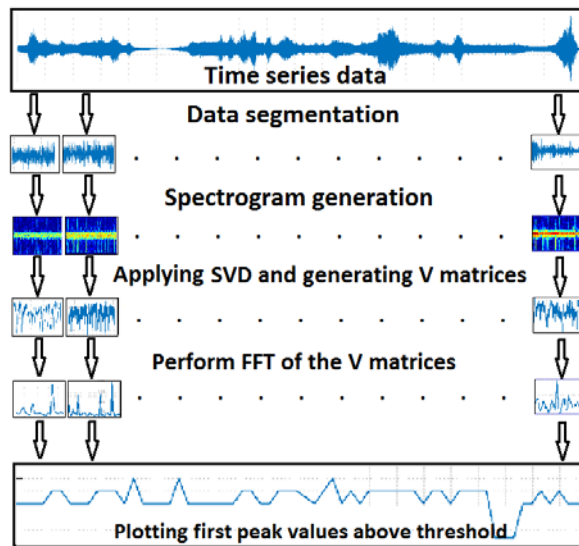 Time series data
Data segmentation
Spectrogram generation
Applying SVD and generating V matrices
Perform FFT of the V matrices
Plotting first peak values above threshold